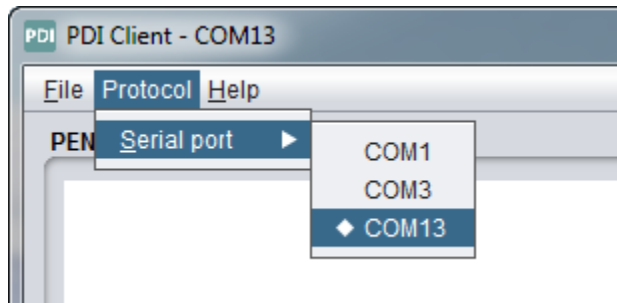 PDI PDI Client - COM13
File Protocol Help
PEN Serial port COM1
COM3
COM13